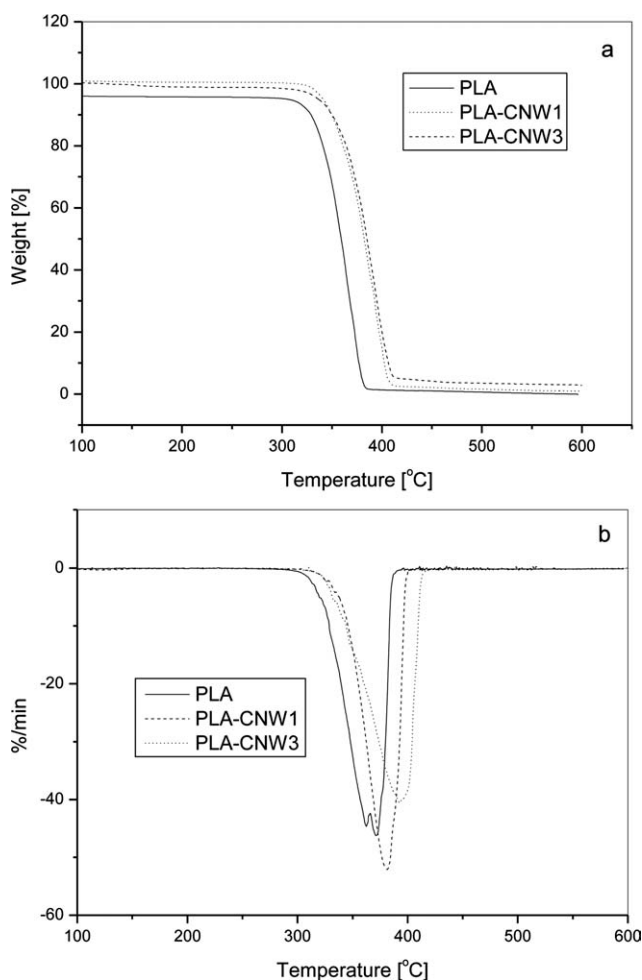 a
PLA
PLA-CNW1
PLA-CNW3
Weight [%]
120
100
80
60
40
20
0
100 200 300 400 500 600
Temperature [°C]
b
PLA
PLA-CNW1
PLA-CNW3
%/min
10
0
-20
-40
-60
100 200 300 400 500 600
Temperature [°C]